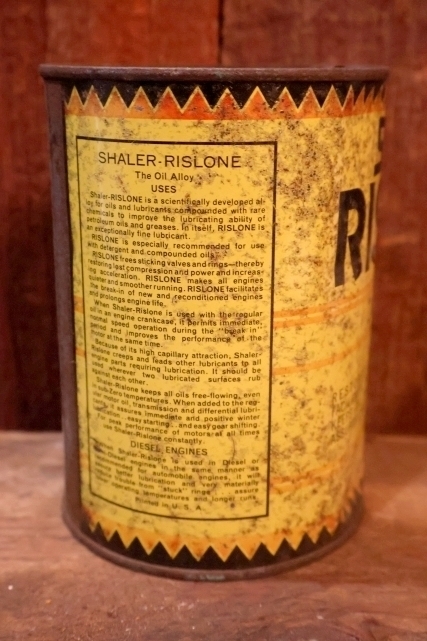 SHALER-RISLONE
The Oil Alloy
USES
Shaler-RISLONE is a scientifically developed al-
loy for oils and lubricants compounded with rare
chemicals to improve the lubricating ability of
petroleum oils and greases. In itself, RISLONE is
an exceptionally fine lubricant.
RISLONE is especially recommended for use
with detergent and compounded oils.
RISLONE frees sticking valves and rings—thereby
restoring lost compression and power and increas-
ing acceleration. RISLONE makes all engines
quieter and smoother running. RISLONE facilitates
the break-in of new and reconditioned engines
and prolongs engine life.
When Shaler-Rislone is used with the regular
oil in an engine crankcase, it permits immediate,
normal speed operation during the "break in"
period and improves the performance of the
motor at the same time.
Because of its high capillary attraction, Shaler-
Rislone creeps and leads other lubricants to all
engine parts requiring lubrication. It should be
used wherever two lubricated surfaces rub
against each other.
Shaler-Rislone keeps all oils free-flowing, even
in sub-zero temperatures. When added to the reg-
ular motor oil, transmission and differential lubri-
cants it assures immediate and positive winter
lubrication, easy starting and easy gear shifting.
For peak performance of motors at all times
use Shaler-Rislone constantly.
DIESEL ENGINES
When Shaler-Rislone is used in Diesel or
semi-Diesel engines in the same manner as
recommended for automobile engines, it will
improve lubrication and very materially
trouble from "stuck" rings, assure
operating temperatures and longer runs.
Printed in U. S. A.
RI